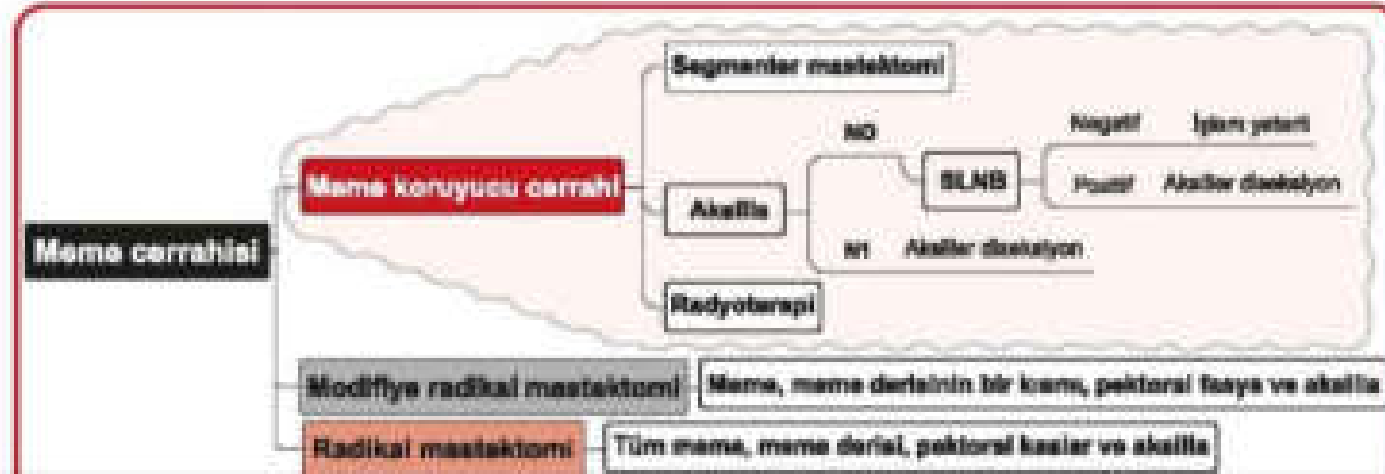 Segmenter mastektomi
N0
Negatif İşlem yeterli
Meme koruyucu cerrahi
SLNB
Aksilla
Pozitif Aksiller diseksiyon
Meme cerrahisi
N1 Aksiller diseksiyon
Radyoterapi
Modifiye radikal mastektomi
Meme, meme derisinin bir kısmı, pektoral fasya ve aksilla
Radikal mastektomi
Tüm meme, meme derisi, pektoral kaslar ve aksilla